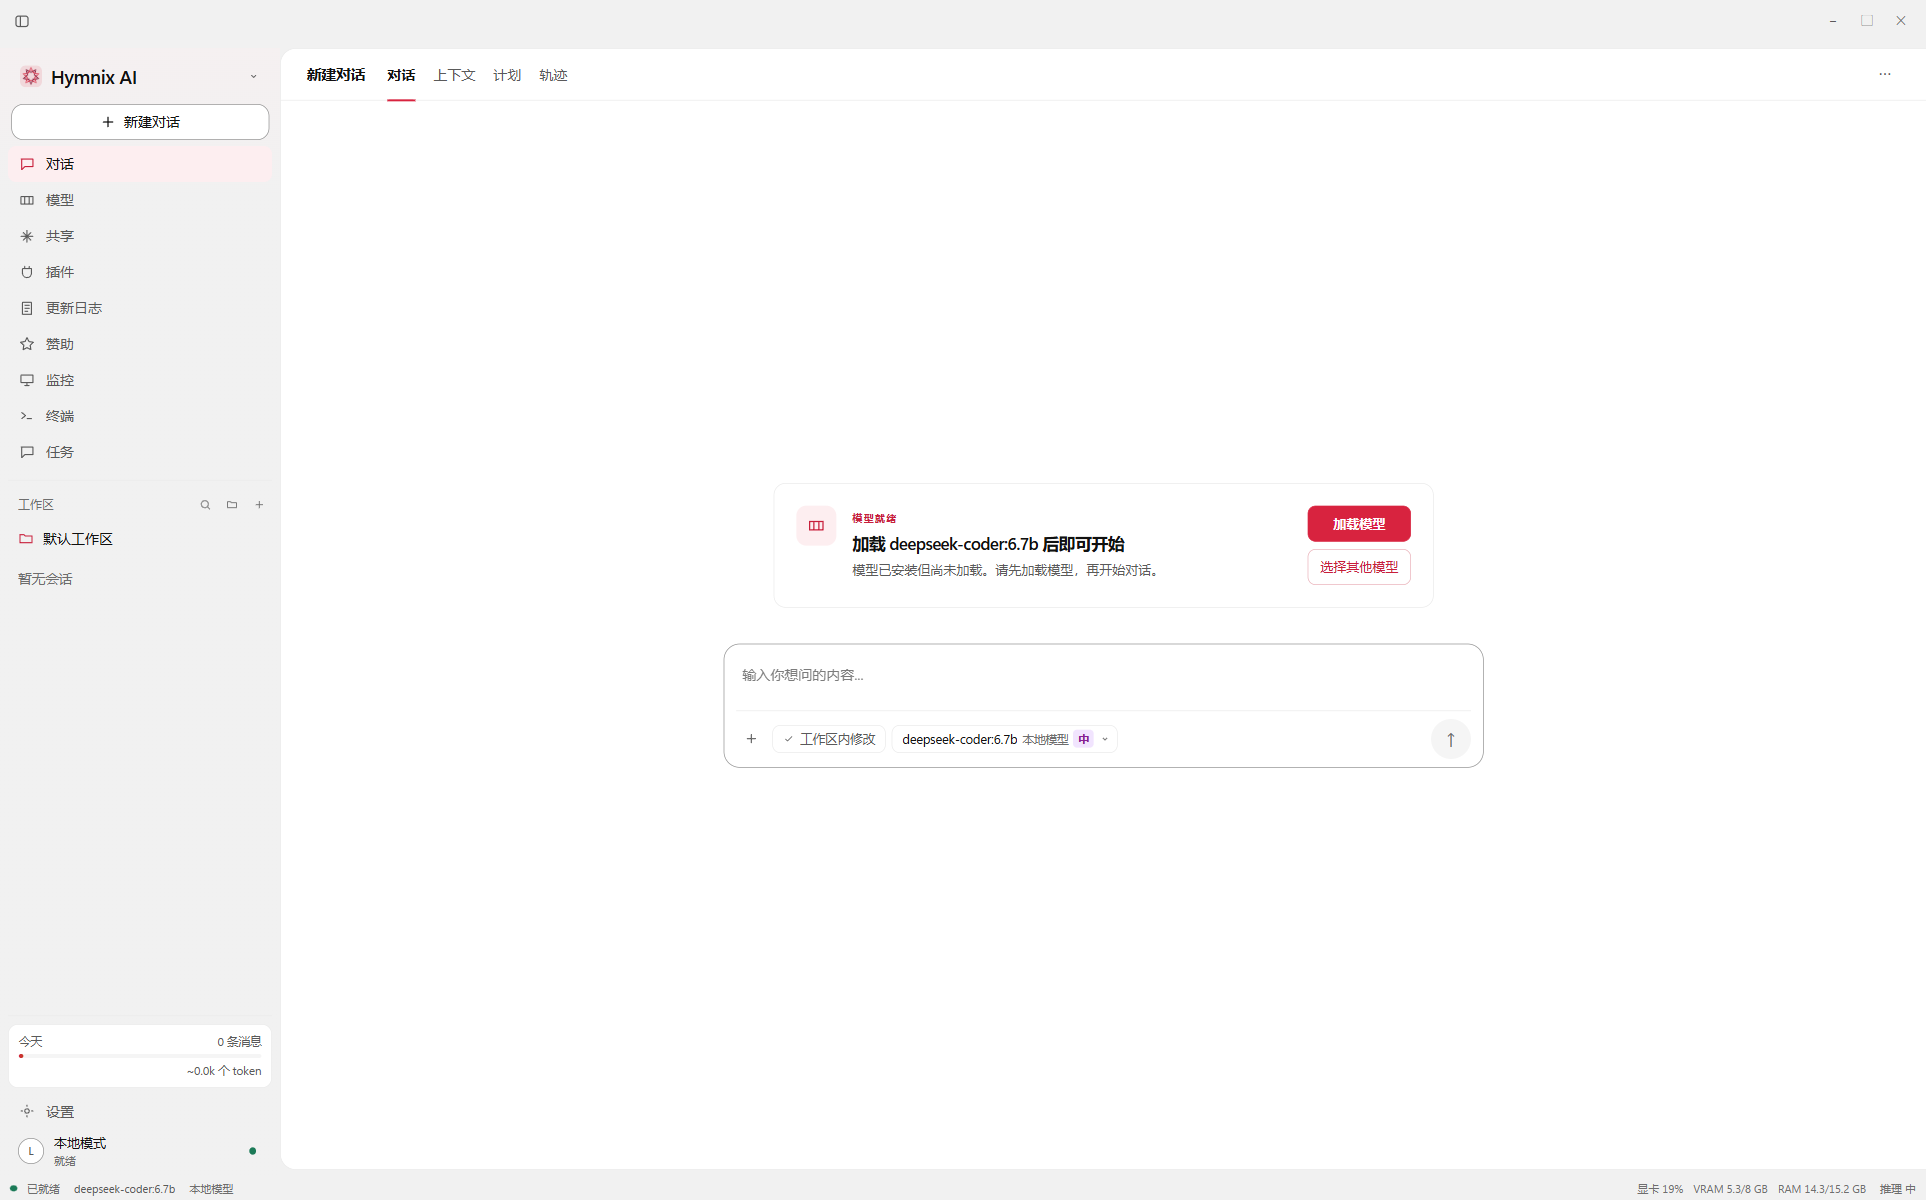 Hymnix AI
新建对话
对话
模型
共享
插件
更新日志
赞助
监控
终端
任务
工作区
默认工作区
暂无会话
今天 0 条消息
~0.0k 个 token
设置
L 本地模式
就绪
新建对话 对话 上下文 计划 轨迹
模型就绪
加载 deepseek-coder:6.7b 后即可开始
模型已安装但尚未加载。请先加载模型，再开始对话。
加载模型
选择其他模型
输入你想问的内容...
工作区内修改 deepseek-coder:6.7b 本地模型 中
已就绪 deepseek-coder:6.7b 本地模型
显卡 19% VRAM 5.3/8 GB RAM 14.3/15.2 GB 推理 中